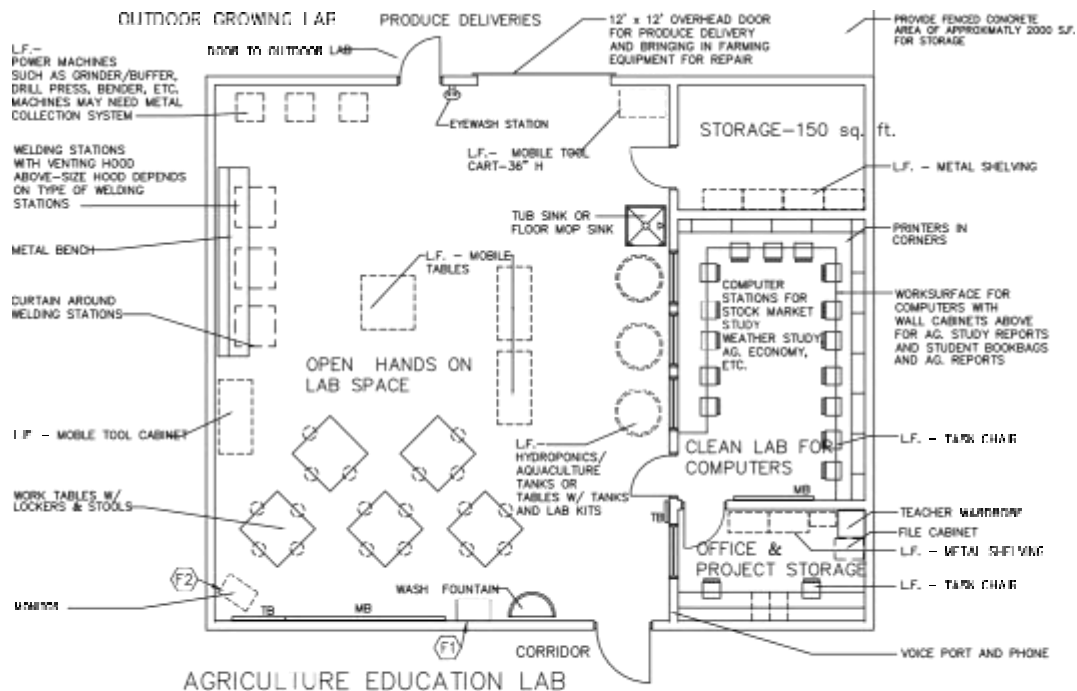 OUTDOOR GROWING LAB
PRODUCE DELIVERIES
12' x 12' OVERHEAD DOOR
FOR PRODUCE DELIVERY
AND BRINGING IN FARMING
EQUIPMENT FOR REPAIR
PROVIDE FENCED CONCRETE
AREA OF APPROXIMATLY 2000 S.F.
FOR STORAGE
DOOR TO OUTDOOR LAB
L.F.-
POWER MACHINES
SUCH AS GRINDER/BUFFER,
DRILL PRESS, BENDER, ETC.
MACHINES MAY NEED METAL
COLLECTION SYSTEM
EYEWASH STATION
L.F.- MOBILE TOOL
CART-36" H
STORAGE-150 sq. ft.
L.F. - METAL SHELVING
WELDING STATIONS
WITH VENTING HOOD
ABOVE-SIZE HOOD DEPENDS
ON TYPE OF WELDING
STATIONS
TUB SINK OR
FLOOR MOP SINK
PRINTERS IN
CORNERS
METAL BENCH
L.F. - MOBILE
TABLES
COMPUTER
STATIONS FOR
STOCK MARKET
STUDY
WEATHER STUDY,
AG. ECONOMY,
ETC.
WORKSURFACE FOR
COMPUTERS WITH
WALL CABINETS ABOVE
FOR AG. STUDY REPORTS
AND STUDENT BOOKBAGS
AND AG. REPORTS
CURTAIN AROUND
WELDING STATIONS
OPEN HANDS ON
LAB SPACE
L.F. - MOBLE TOOL CABINET
L.F.-
HYDROPONICS/
AQUACULTURE
TANKS OR
TABLES W/ TANKS
AND LAB KITS
CLEAN LAB FOR
COMPUTERS
L.F. - TASK CHAIR
MB
WORK TABLES W/
LOCKERS & STOOLS
TB
TEACHER WARDROBE
FILE CABINET
L.F. - METAL SHELVING
OFFICE &
PROJECT STORAGE
L.F. - TASK CHAIR
F2
WASH FOUNTAIN
MONITOR
TB
MB
F1
CORRIDOR
VOICE PORT AND PHONE
AGRICULTURE EDUCATION LAB